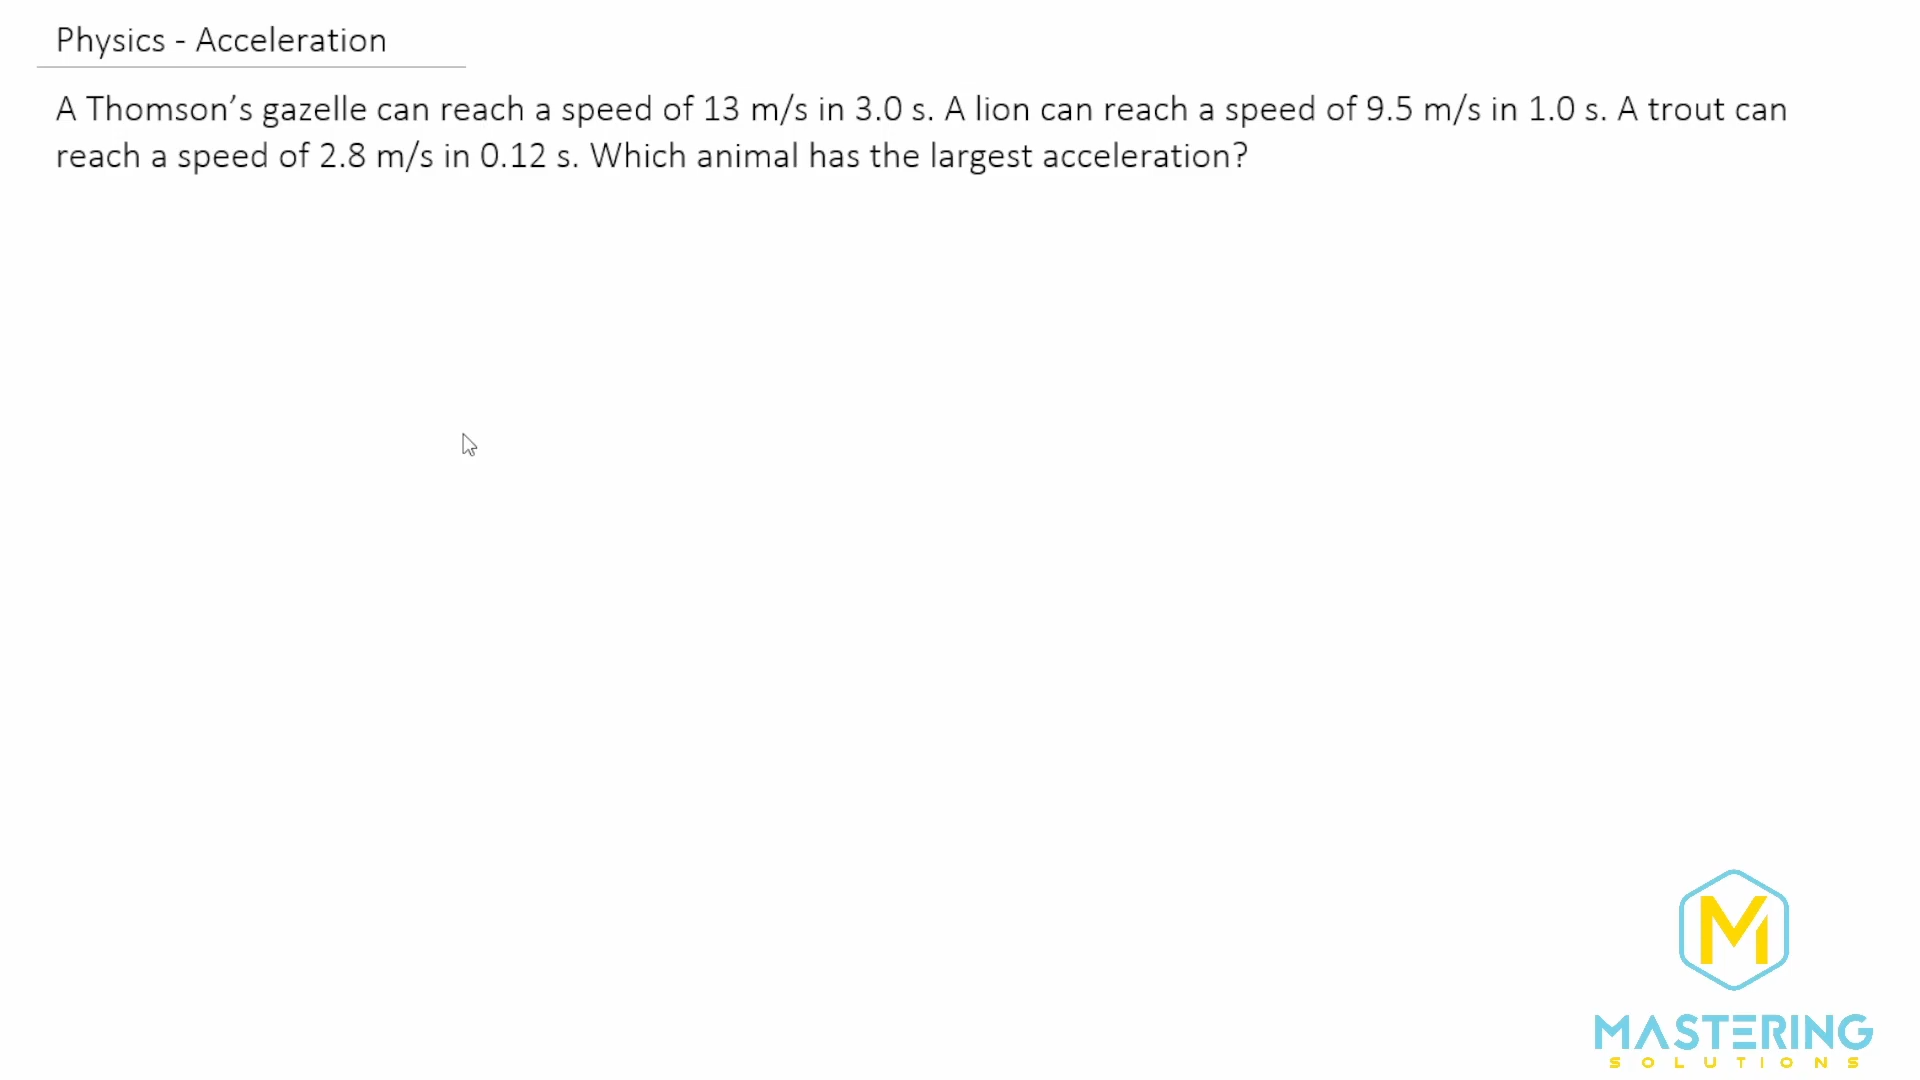 Physics - Acceleration
A Thomson’s gazelle can reach a speed of 13 m/s in 3.0 s. A lion can reach a speed of 9.5 m/s in 1.0 s. A trout can
reach a speed of 2.8 m/s in 0.12 s. Which animal has the largest acceleration?
M
MASTERING
SOLUTIONS